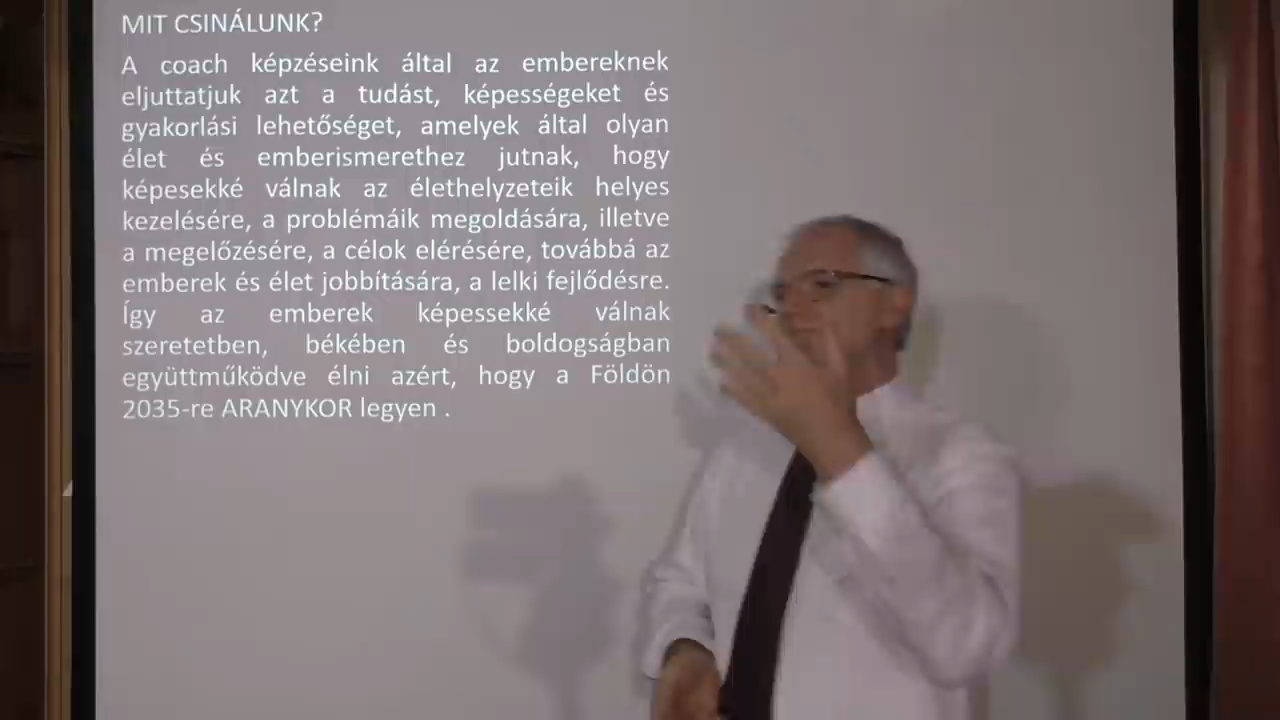 MIT CSINÁLUNK?
A coach képzéseink által az embereknek
eljuttatjuk azt a tudást, képességeket és
gyakorlási lehetőséget, amelyek által olyan
élet és emberismerethez jutnak, hogy
képesekké válnak az élethelyzeteik helyes
kezelésére, a problémáik megoldására, illetve
a megelőzésére, a célok elérésére, továbbá az
emberek és élet jobbítására, a lelki fejlődésre.
Így az emberek képessekké válnak
szeretetben, békében és boldogságban
együttműködve élni azért, hogy a Földön
2035-re ARANYKOR legyen .